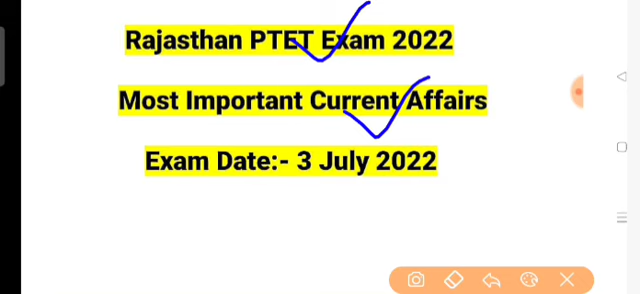 Rajasthan PTET Exam 2022
Most Important Current Affairs
Exam Date:- 3 July 2022